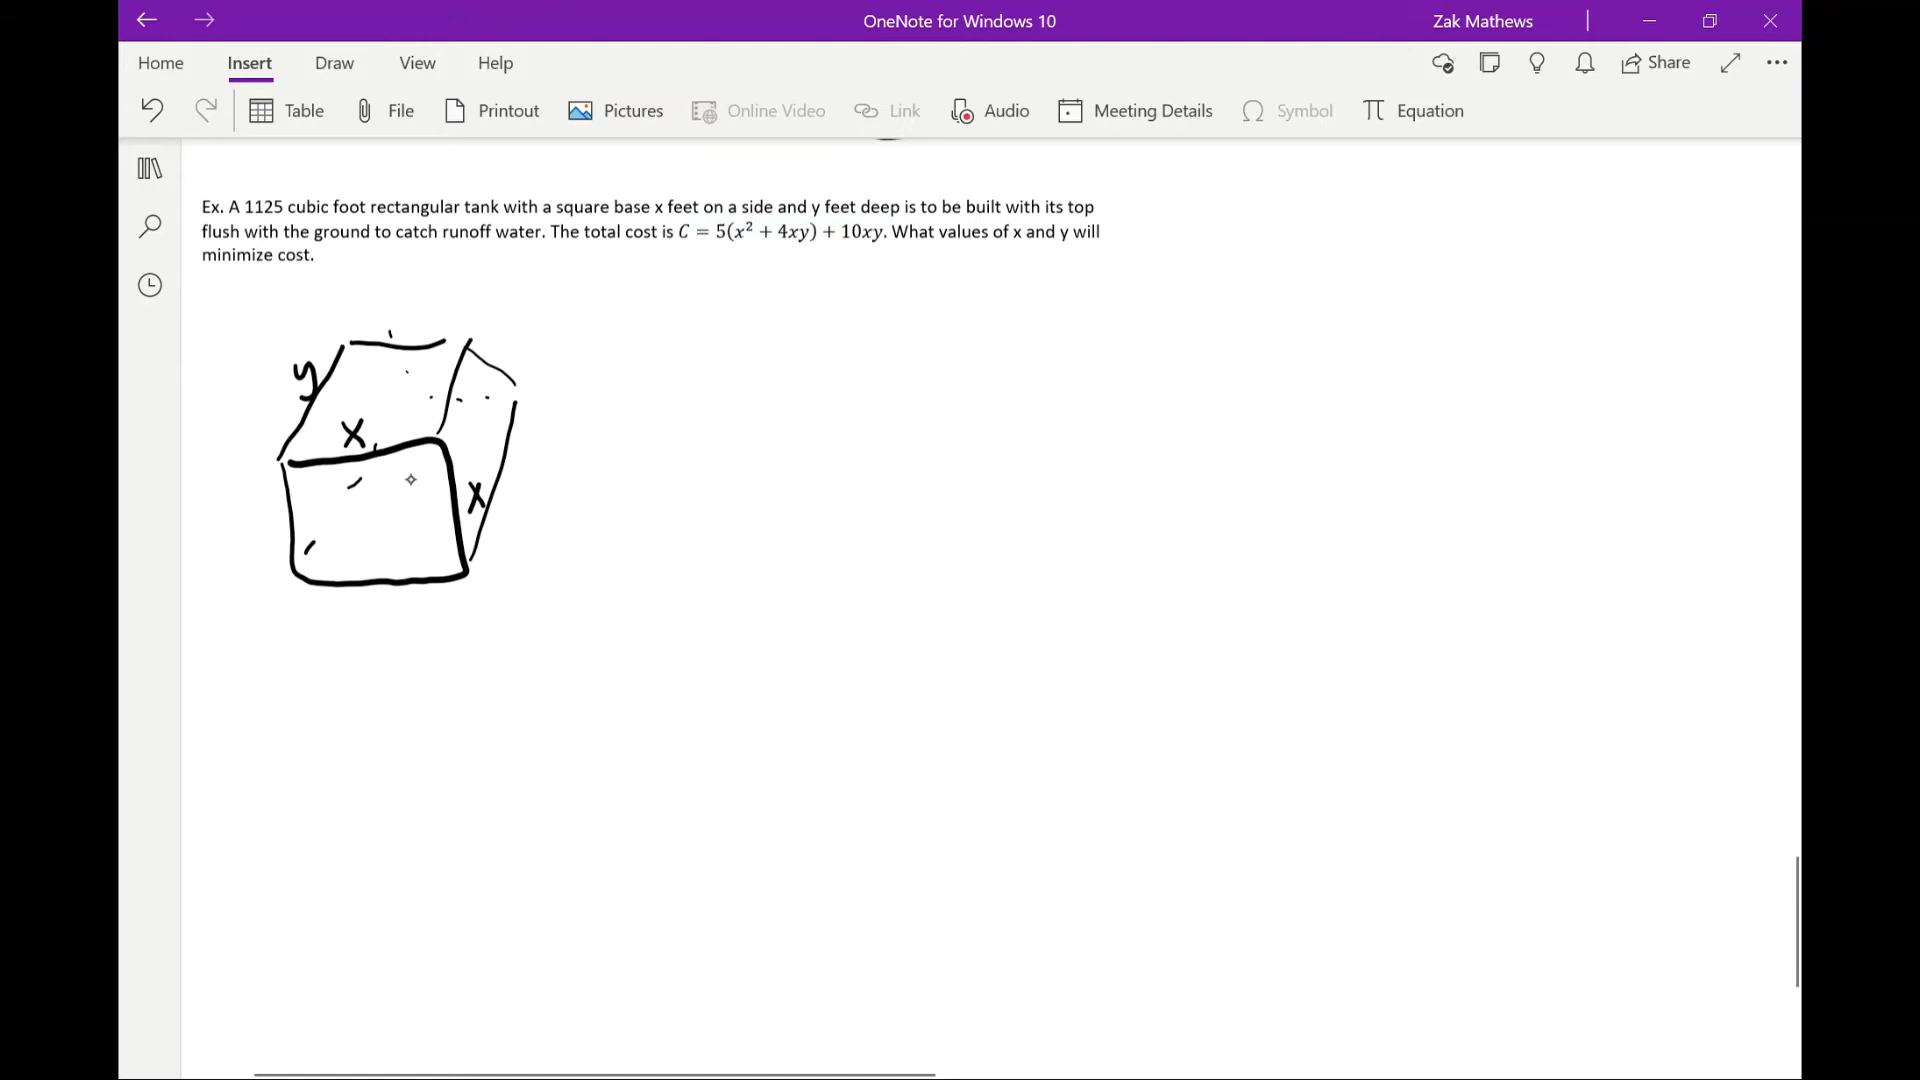 OneNote for Windows 10
Zak Mathews
Home Insert Draw View Help
Share
Table File Printout Pictures Online Video Link Audio Meeting Details Symbol Equation
Ex. A 1125 cubic foot rectangular tank with a square base x feet on a side and y feet deep is to be built with its top
flush with the ground to catch runoff water. The total cost is C = 5(x² + 4xy) + 10xy. What values of x and y will
minimize cost.
y
x
x